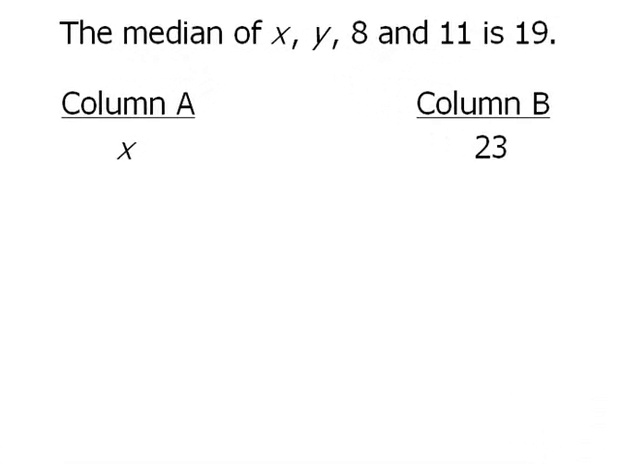 The median of x, y, 8 and 11 is 19.
Column A Column B
x 23